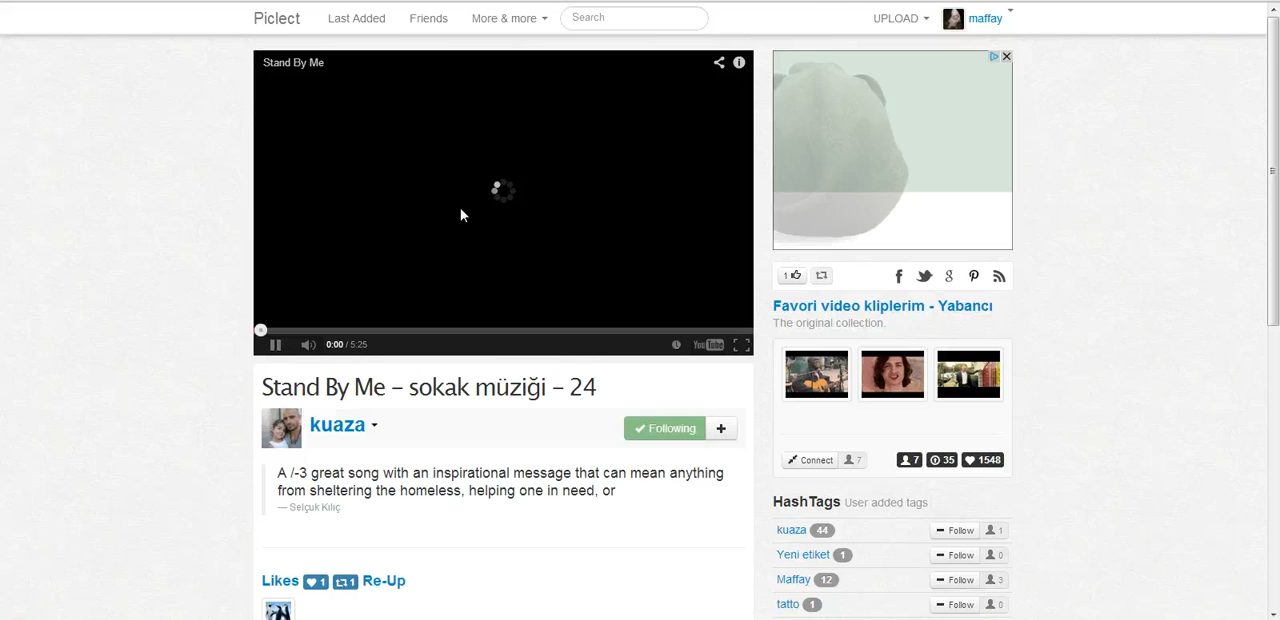 Piclect Last Added Friends More & more Search UPLOAD maffay
Stand By Me
0:00 / 5:25 YouTube
1
Favori video kliplerim - Yabancı
The original collection.
Connect 7 7 35 1548
Stand By Me – sokak müziği – 24
kuaza
Following +
A /-3 great song with an inspirational message that can mean anything
from sheltering the homeless, helping one in need, or
— Selçuk Kılıç
Likes 1 1 Re-Up
HashTags User added tags
kuaza 44 Follow 1
Yeni etiket 1 Follow 0
Maffay 12 Follow 3
tatto 1 Follow 0